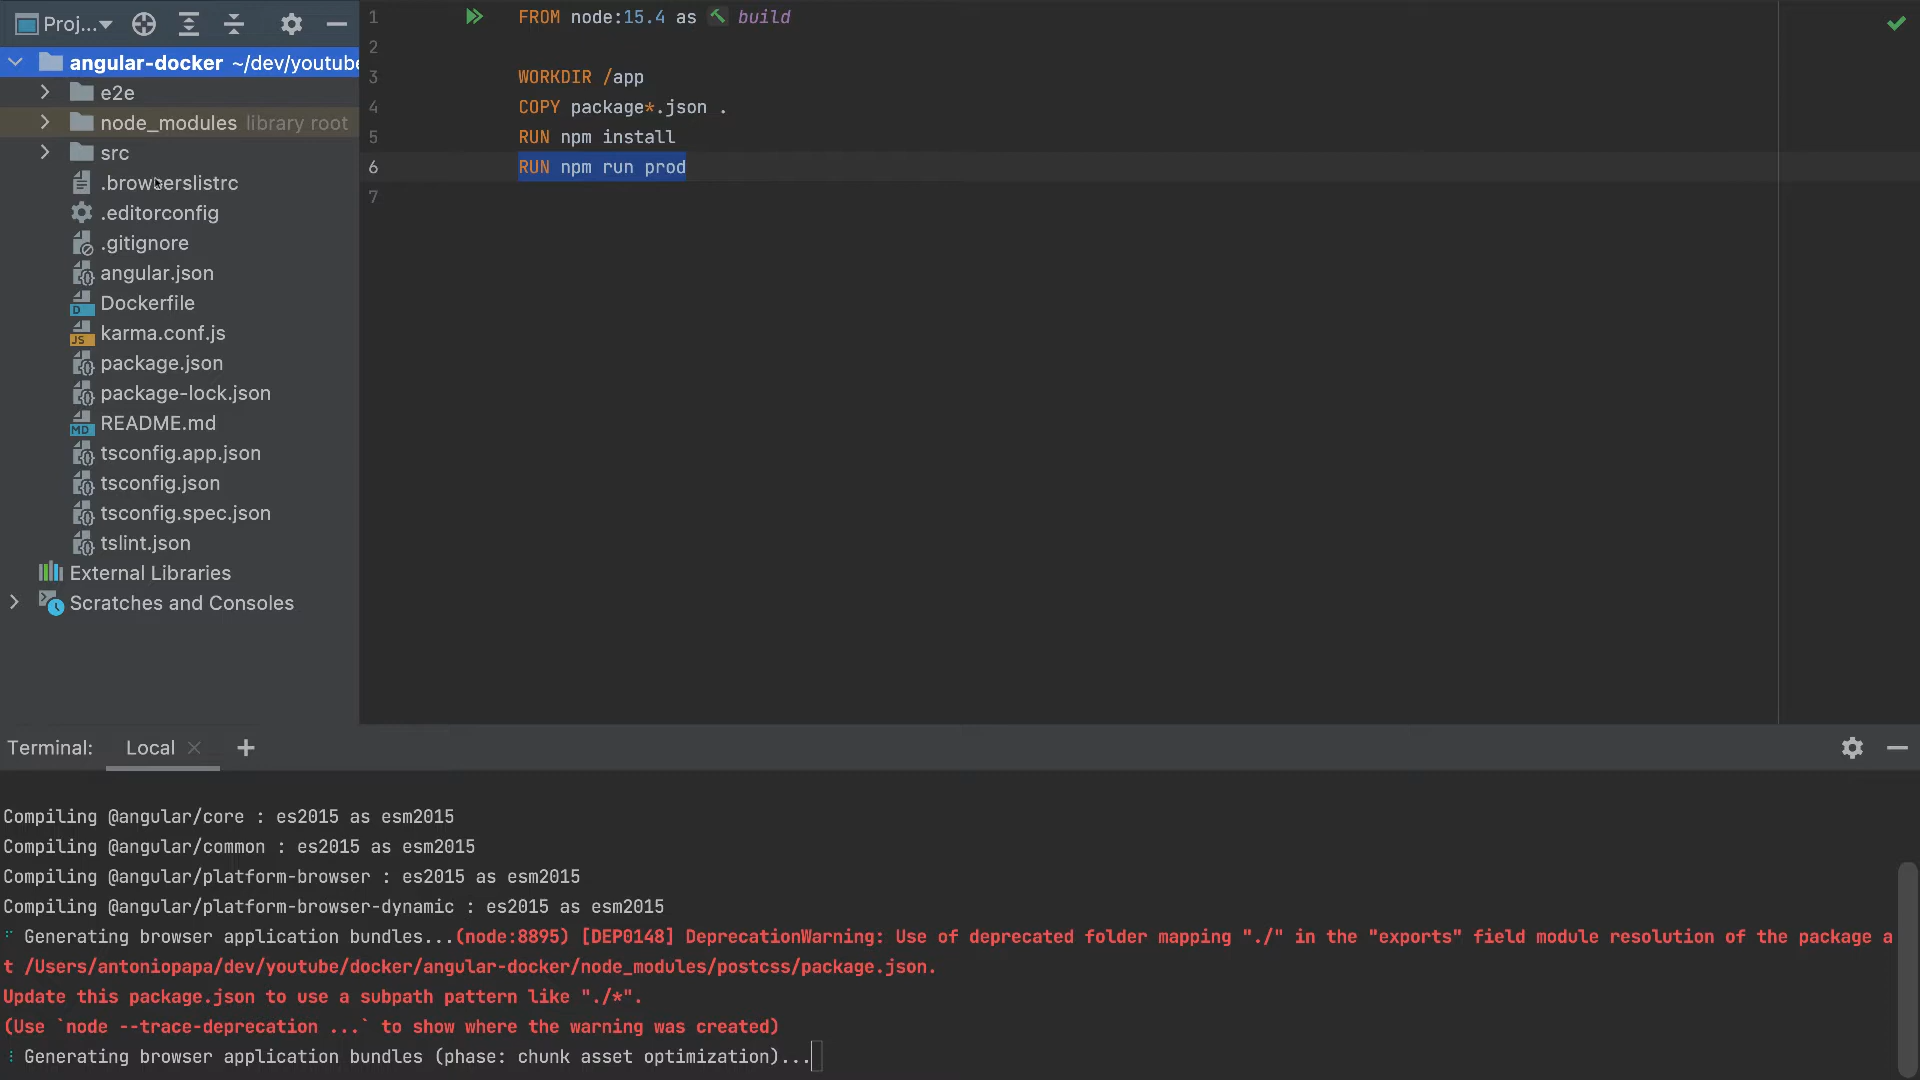 Proj...
angular-docker ~/dev/youtube
e2e
node_modules library root
src
.browserslistrc
.editorconfig
.gitignore
angular.json
Dockerfile
karma.conf.js
package.json
package-lock.json
README.md
tsconfig.app.json
tsconfig.json
tsconfig.spec.json
tslint.json
External Libraries
Scratches and Consoles
1 FROM node:15.4 as build
2
3 WORKDIR /app
4 COPY package*.json .
5 RUN npm install
6 RUN npm run prod
7
Terminal: Local
Compiling @angular/core : es2015 as esm2015
Compiling @angular/common : es2015 as esm2015
Compiling @angular/platform-browser : es2015 as esm2015
Compiling @angular/platform-browser-dynamic : es2015 as esm2015
Generating browser application bundles...(node:8895) [DEP0148] DeprecationWarning: Use of deprecated folder mapping "./" in the "exports" field module resolution of the package a
t /Users/antoniopapa/dev/youtube/docker/angular-docker/node_modules/postcss/package.json.
Update this package.json to use a subpath pattern like "./*".
(Use `node --trace-deprecation ...` to show where the warning was created)
Generating browser application bundles (phase: chunk asset optimization)...